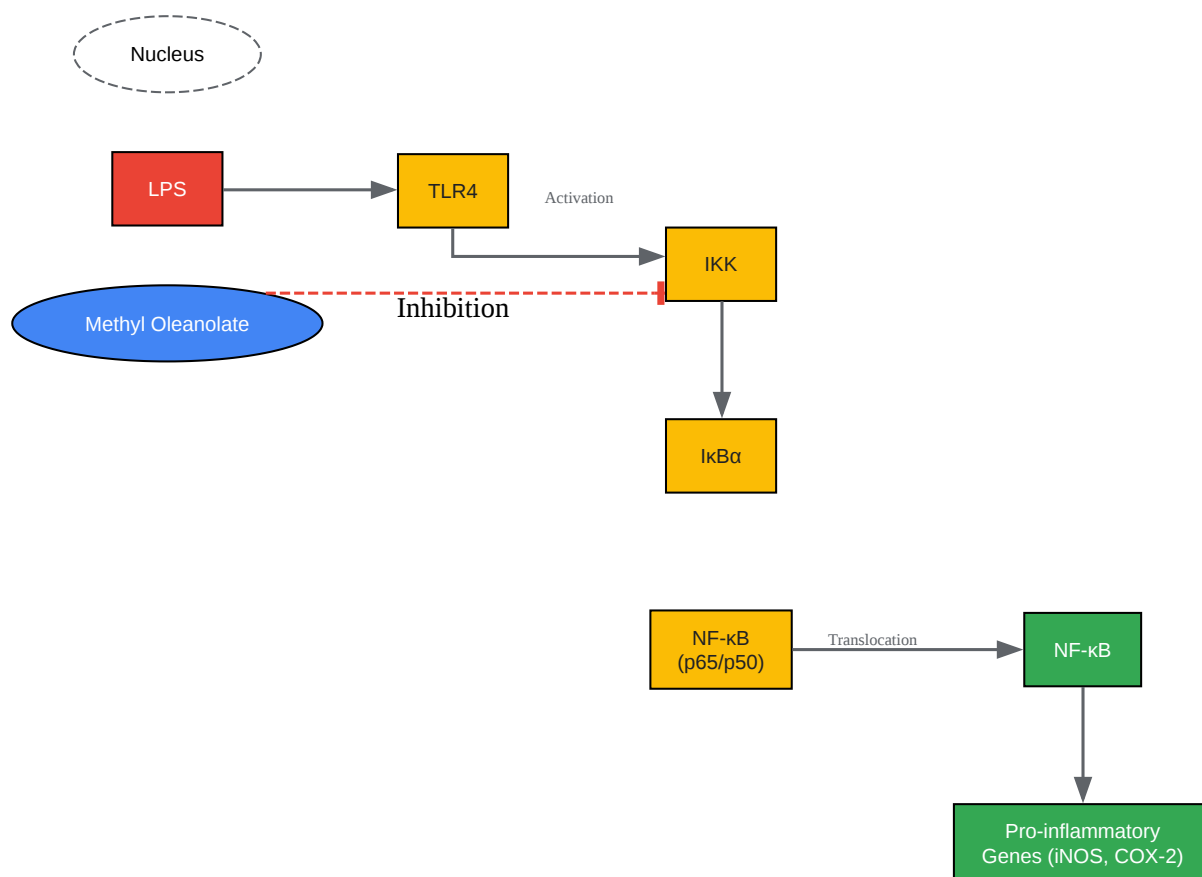 Nucleus
LPS
TLR4
Activation
IKK
Inhibition
Methyl Oleanolate
IκBα
NF-κB
(p65/p50)
Translocation
NF-κB
Pro-inflammatory
Genes (iNOS, COX-2)